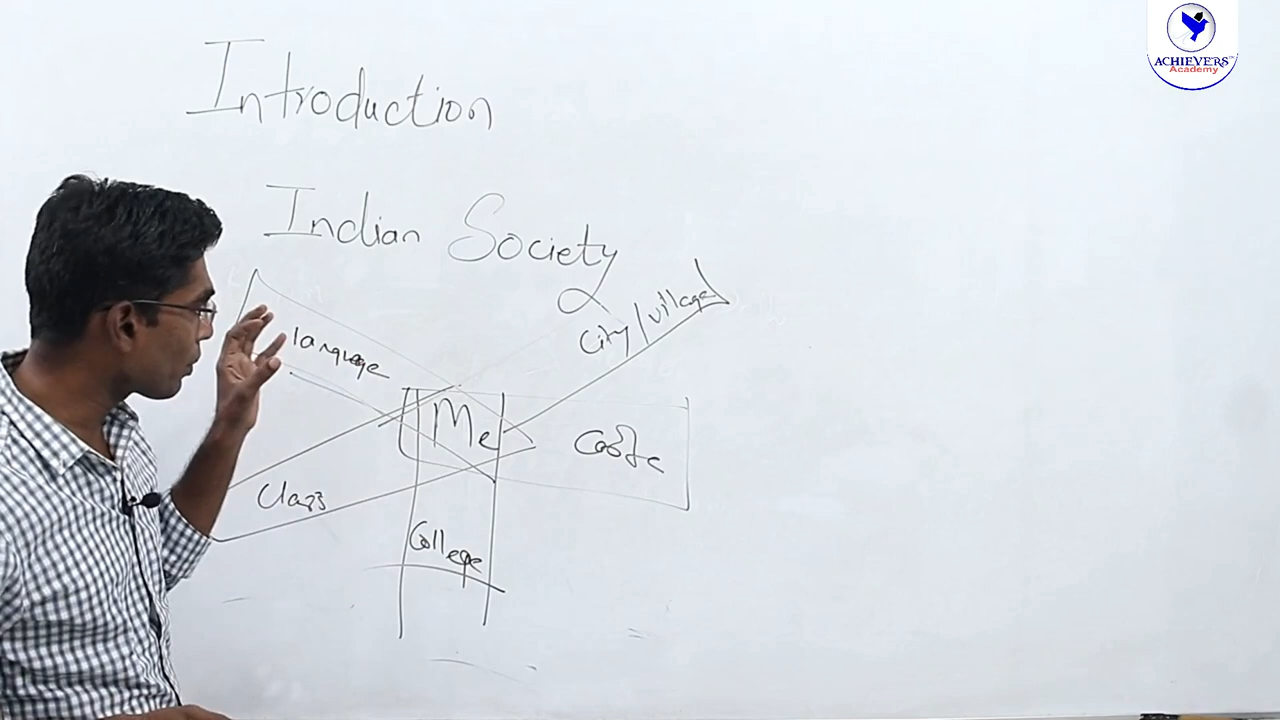 ACHIEVERS
Academy
Introduction
Indian Society
City/village
language
Me
Caste
Class
College